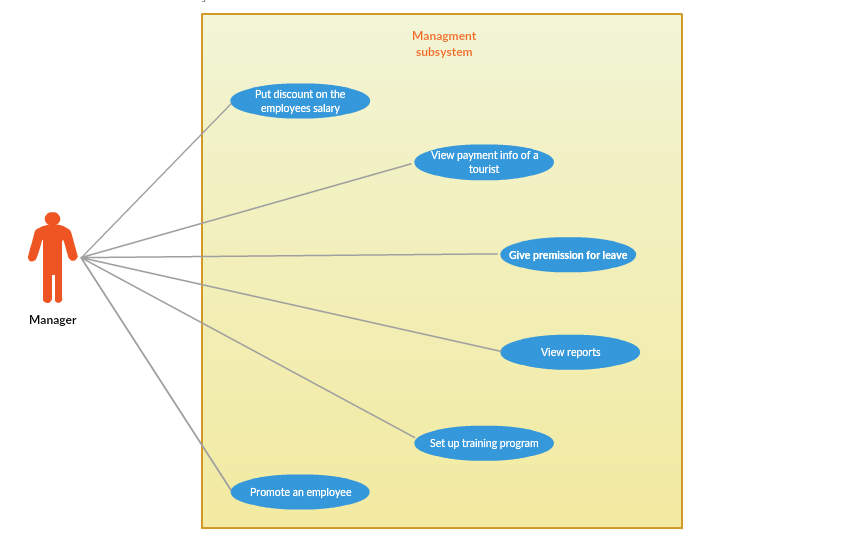 Managment
subsystem
Put discount on the
employees salary
View payment info of a
tourist
Give premission for leave
Manager
View reports
Set up training program
Promote an employee